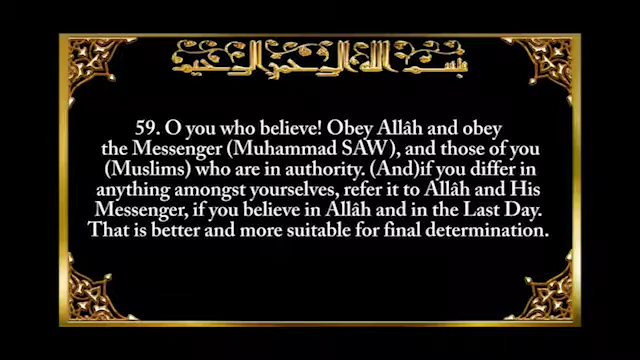 بسم الله الرحمن الرحيم
59. O you who believe! Obey Allâh and obey
the Messenger (Muhammad SAW), and those of you
(Muslims) who are in authority. (And)if you differ in
anything amongst yourselves, refer it to Allâh and His
Messenger, if you believe in Allâh and in the Last Day.
That is better and more suitable for final determination.